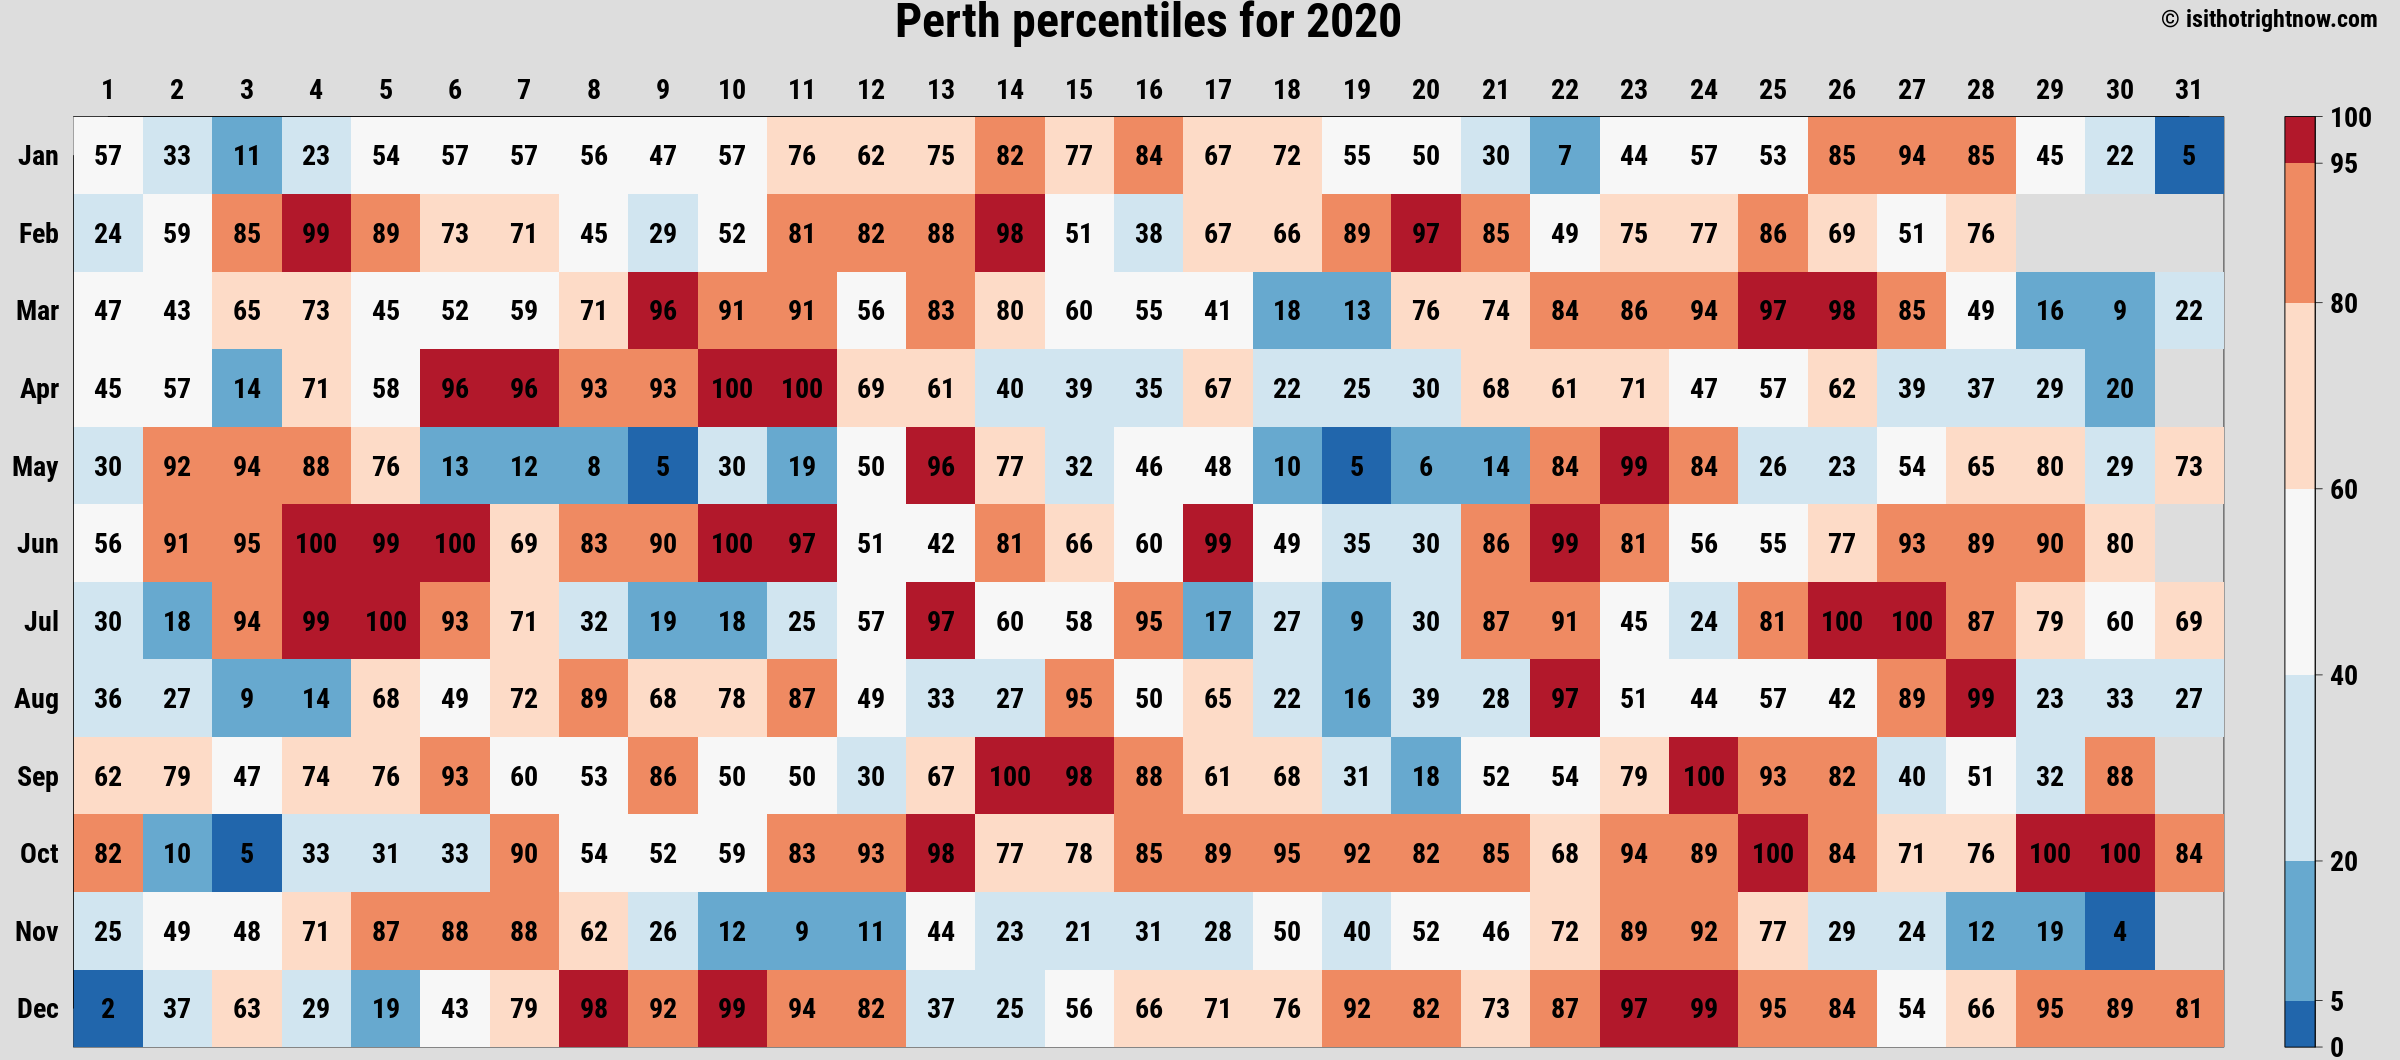 Perth percentiles for 2020
© isithotrightnow.com
1 2 3 4 5 6 7 8 9 10 11 12 13 14 15 16 17 18 19 20 21 22 23 24 25 26 27 28 29 30 31
Jan 57 33 11 23 54 57 57 56 47 57 76 62 75 82 77 84 67 72 55 50 30 7 44 57 53 85 94 85 45 22 5
Feb 24 59 85 99 89 73 71 45 29 52 81 82 88 98 51 38 67 66 89 97 85 49 75 77 86 69 51 76
Mar 47 43 65 73 45 52 59 71 96 91 91 56 83 80 60 55 41 18 13 76 74 84 86 94 97 98 85 49 16 9 22
Apr 45 57 14 71 58 96 96 93 93 100 100 69 61 40 39 35 67 22 25 30 68 61 71 47 57 62 39 37 29 20
May 30 92 94 88 76 13 12 8 5 30 19 50 96 77 32 46 48 10 5 6 14 84 99 84 26 23 54 65 80 29 73
Jun 56 91 95 100 99 100 69 83 90 100 97 51 42 81 66 60 99 49 35 30 86 99 81 56 55 77 93 89 90 80
Jul 30 18 94 99 100 93 71 32 19 18 25 57 97 60 58 95 17 27 9 30 87 91 45 24 81 100 100 87 79 60 69
Aug 36 27 9 14 68 49 72 89 68 78 87 49 33 27 95 50 65 22 16 39 28 97 51 44 57 42 89 99 23 33 27
Sep 62 79 47 74 76 93 60 53 86 50 50 30 67 100 98 88 61 68 31 18 52 54 79 100 93 82 40 51 32 88
Oct 82 10 5 33 31 33 90 54 52 59 83 93 98 77 78 85 89 95 92 82 85 68 94 89 100 84 71 76 100 100 84
Nov 25 49 48 71 87 88 88 62 26 12 9 11 44 23 21 31 28 50 40 52 46 72 89 92 77 29 24 12 19 4
Dec 2 37 63 29 19 43 79 98 92 99 94 82 37 25 56 66 71 76 92 82 73 87 97 99 95 84 54 66 95 89 81
100
95
80
60
40
20
5
0